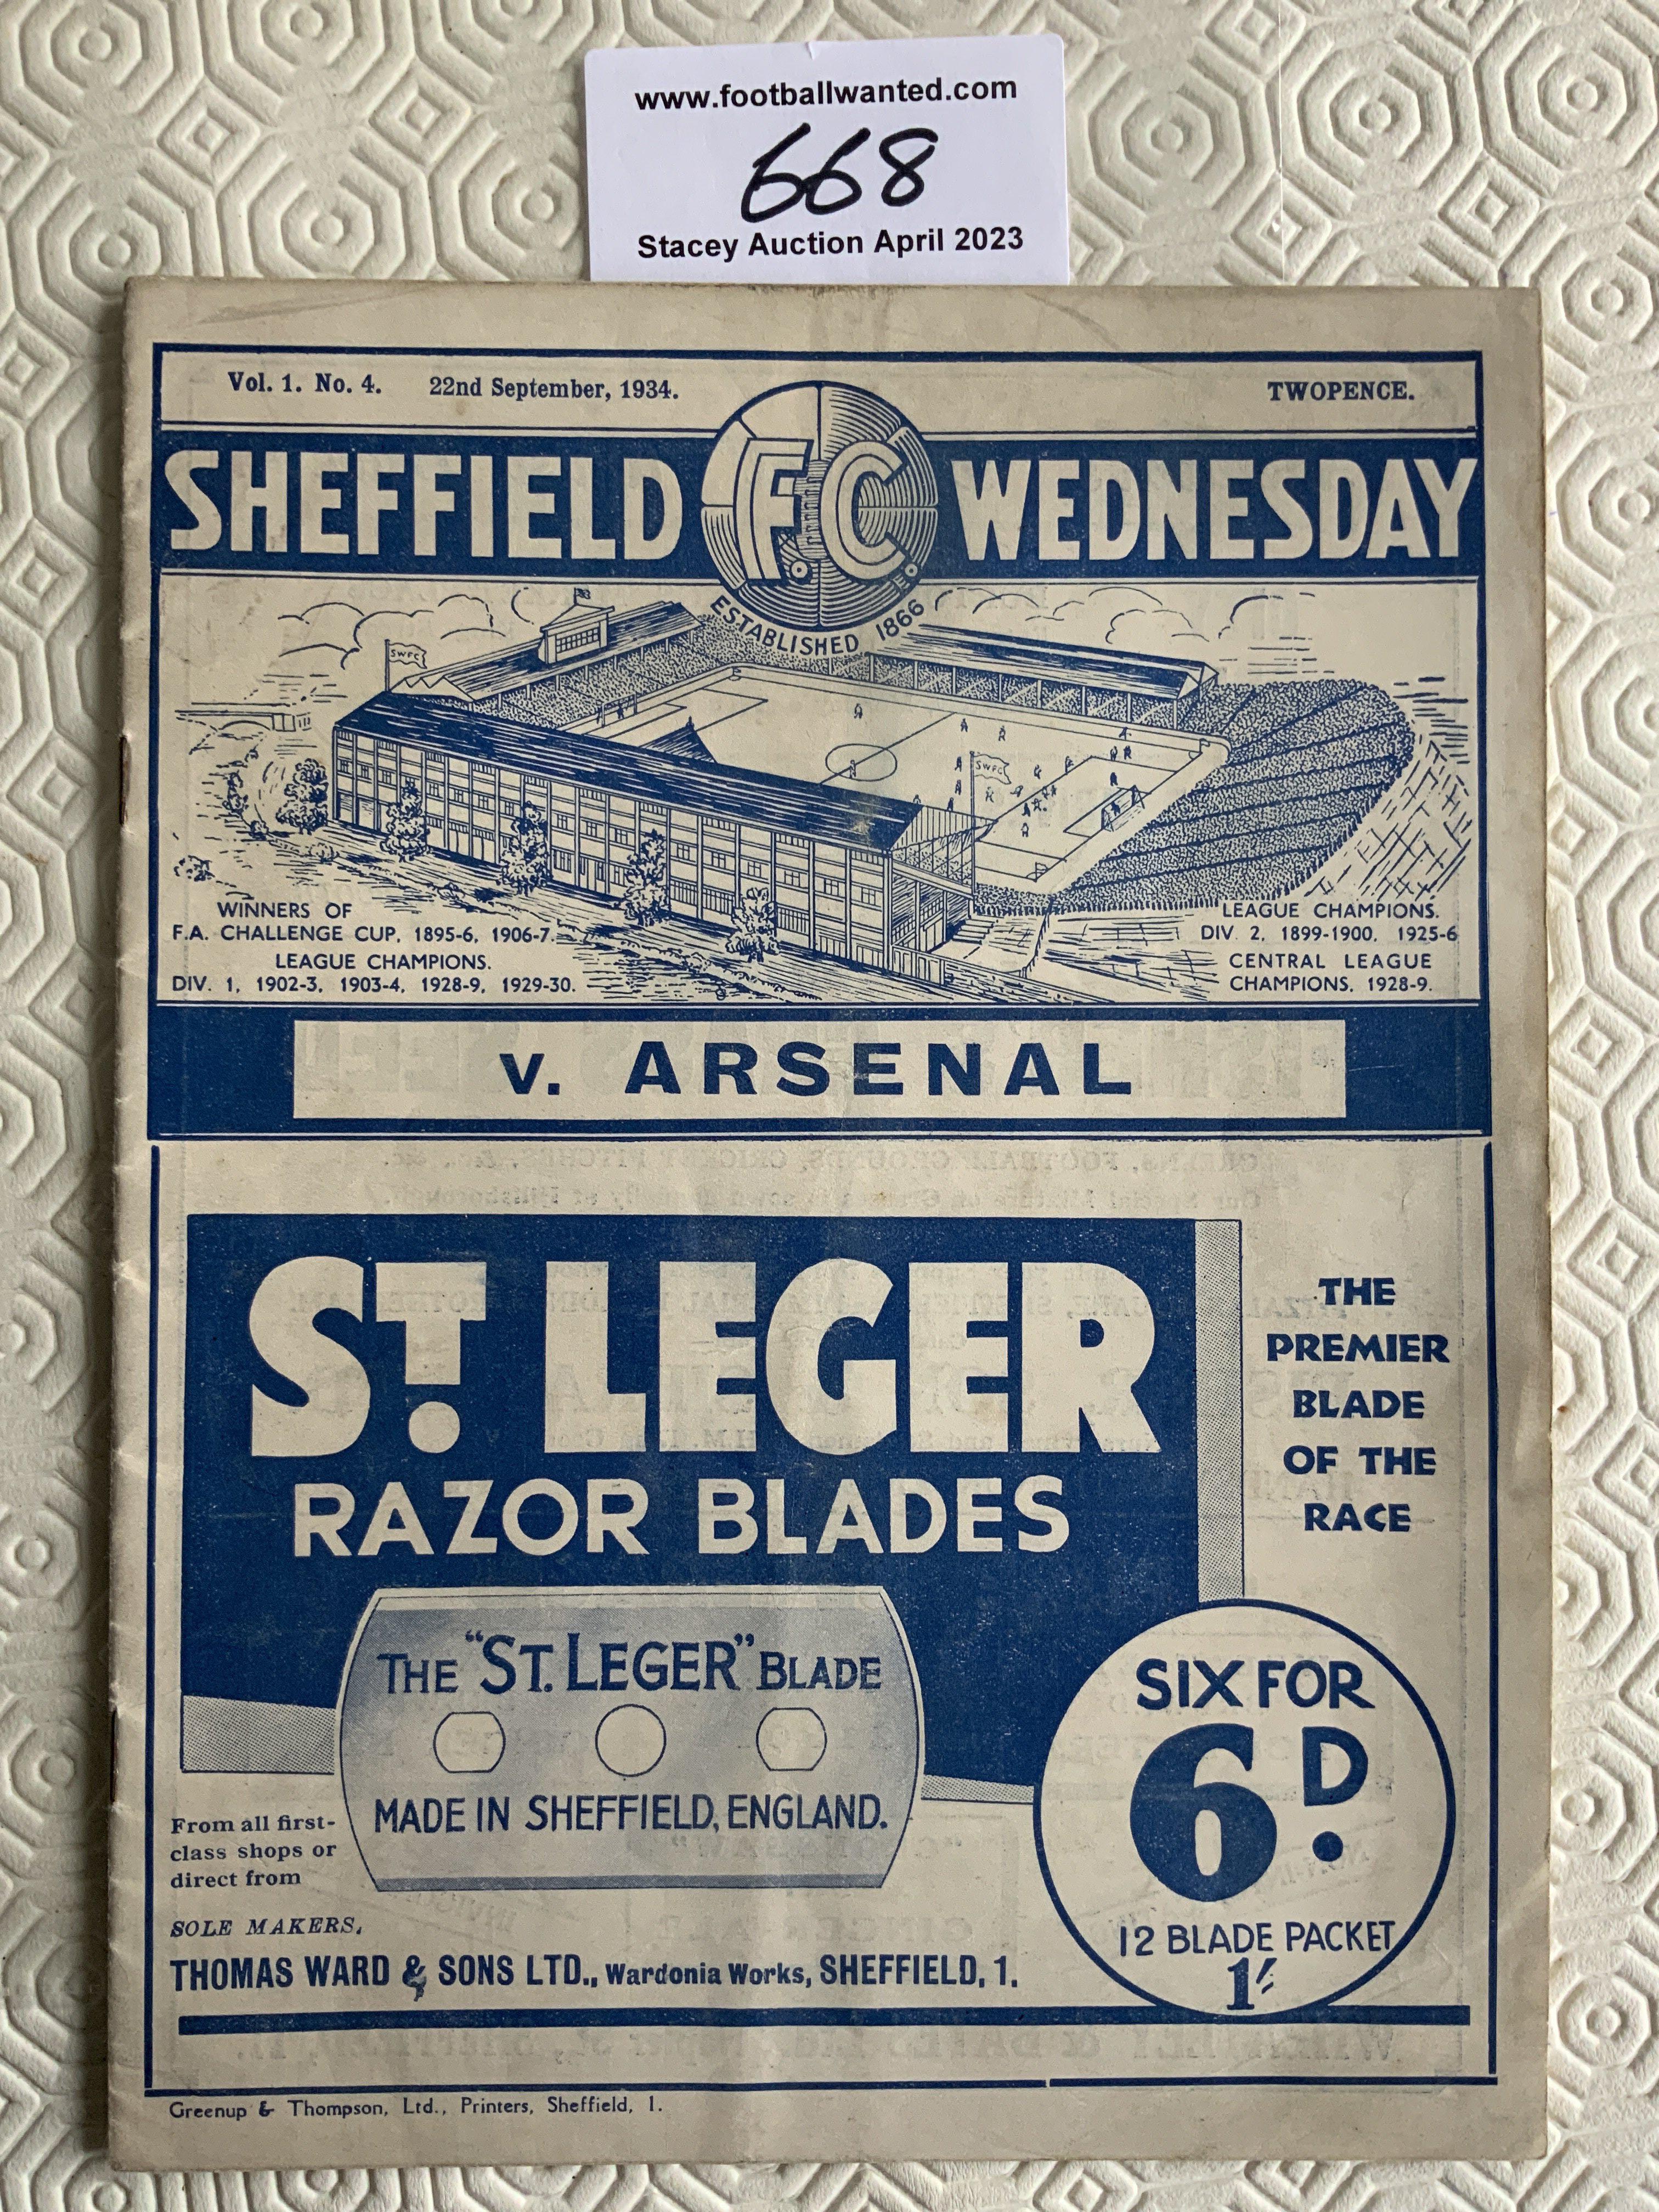 www.footballwanted.com
668
Stacey Auction April 2023
Vol. 1. No. 4. 22nd September, 1934. TWOPENCE.
SHEFFIELD F.C. WEDNESDAY
ESTABLISHED 1866
SWFC
SWFC
WINNERS OF
F.A. CHALLENGE CUP, 1895-6, 1906-7.
LEAGUE CHAMPIONS.
DIV. 1, 1902-3, 1903-4, 1928-9, 1929-30.
LEAGUE CHAMPIONS.
DIV. 2, 1899-1900, 1925-6
CENTRAL LEAGUE
CHAMPIONS, 1928-9.
v. ARSENAL
ST. LEGER
RAZOR BLADES
THE
PREMIER
BLADE
OF THE
RACE
THE "ST. LEGER" BLADE
MADE IN SHEFFIELD, ENGLAND.
SIX FOR
6D.
12 BLADE PACKET
1/-
From all first-
class shops or
direct from
SOLE MAKERS,
THOMAS WARD & SONS LTD., Wardonia Works, SHEFFIELD, 1.
Greenup & Thompson, Ltd., Printers, Sheffield, 1.